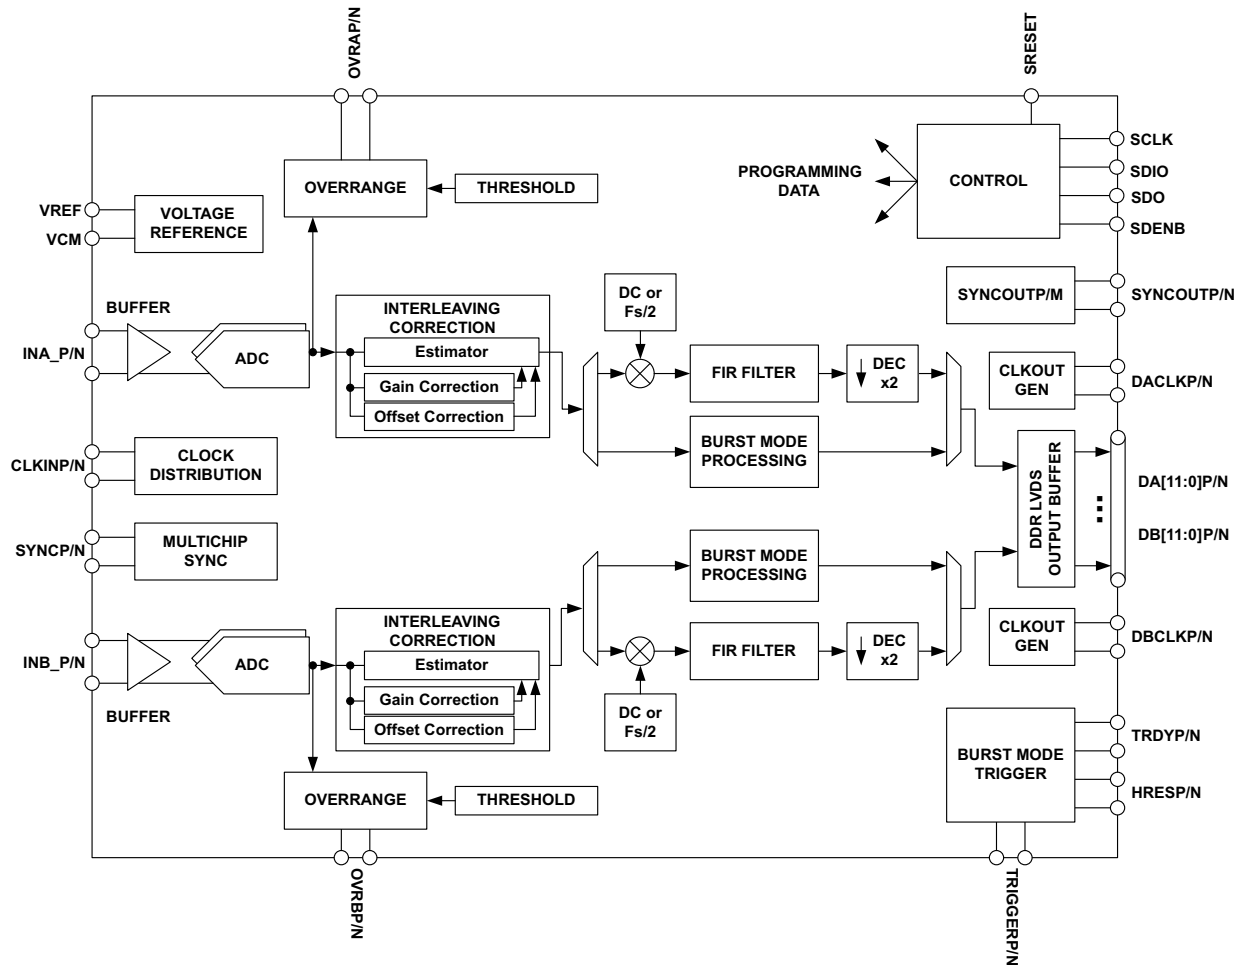 OVRAP/N
SRESET
OVERRANGE
THRESHOLD
PROGRAMMING
DATA
CONTROL
SCLK
SDIO
SDO
SDENB
VREF
VCM
VOLTAGE
REFERENCE
BUFFER
INA_P/N
ADC
INTERLEAVING
CORRECTION
Estimator
Gain Correction
Offset Correction
DC or
Fs/2
FIR FILTER
DEC
x2
BURST MODE
PROCESSING
SYNCOUTP/M
SYNCOUTP/N
CLKOUT
GEN
DACLKP/N
CLKINP/N
CLOCK
DISTRIBUTION
DDR LVDS
OUTPUT BUFFER
...
DA[11:0]P/N
DB[11:0]P/N
SYNCP/N
MULTICHIP
SYNC
BURST MODE
PROCESSING
INB_P/N
ADC
BUFFER
INTERLEAVING
CORRECTION
Estimator
Gain Correction
Offset Correction
FIR FILTER
DEC
x2
DC or
Fs/2
CLKOUT
GEN
DBCLKP/N
OVERRANGE
THRESHOLD
BURST MODE
TRIGGER
TRDYP/N
HRESP/N
OVRBP/N
TRIGGERP/N